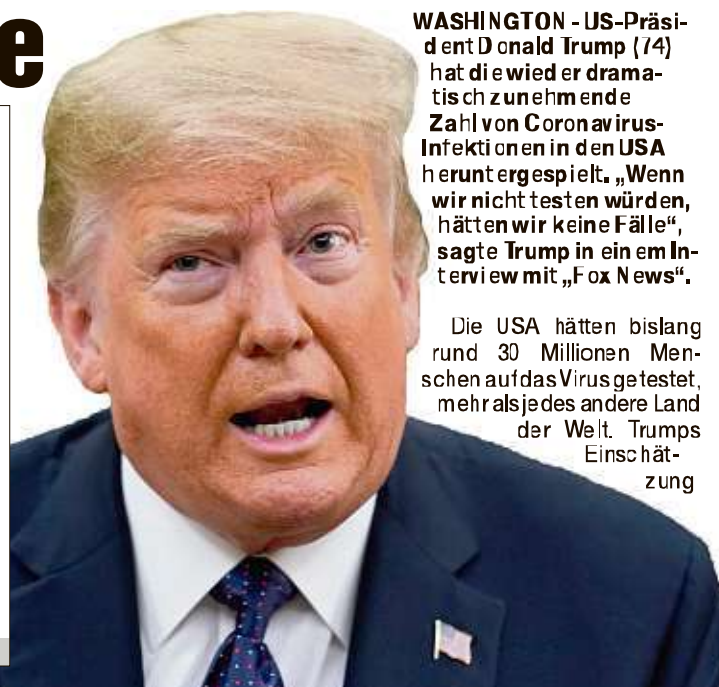 e
WASHINGTON - US-Präsi-
dent Donald Trump (74)
hat die wieder drama-
tisch zunehmende
Zahl von Coronavirus-
Infektionen in den USA
heruntergespielt. „Wenn
wir nicht testen würden,
hätten wir keine Fälle“,
sagte Trump in einem In-
terview mit „Fox News“.
Die USA hätten bislang
rund 30 Millionen Men-
schen auf das Virus getestet,
mehr als jedes andere Land
der Welt. Trumps
Einschät-
zung